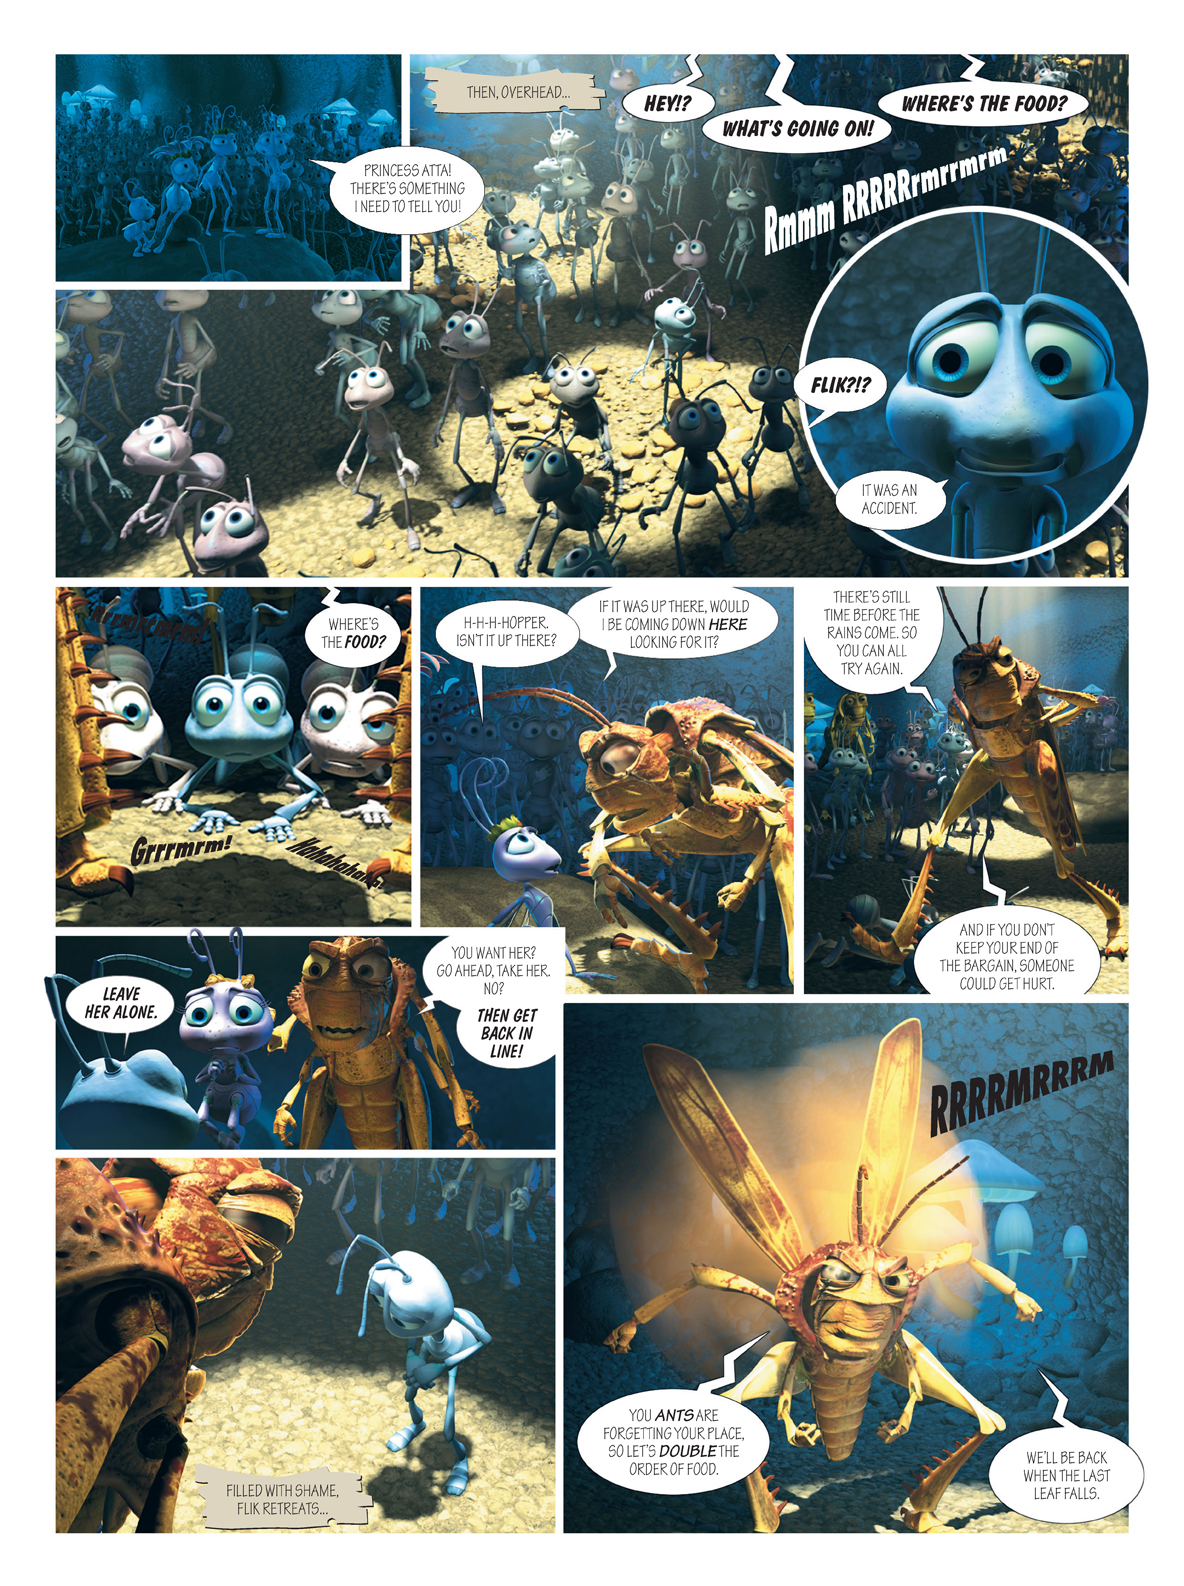 PRINCESS ATTA!
THERE'S SOMETHING
I NEED TO TELL YOU!
THEN, OVERHEAD...
HEY!?
WHAT'S GOING ON!
WHERE'S THE FOOD?
Rmmm RRRRRrmrrmrm
FLIK?!?
IT WAS AN
ACCIDENT.
WHERE'S
THE FOOD?
Grrrmrm!
H-H-H-HOPPER.
ISN'T IT UP THERE?
IF IT WAS UP THERE, WOULD
I BE COMING DOWN HERE
LOOKING FOR IT?
THERE'S STILL
TIME BEFORE THE
RAINS COME. SO
YOU CAN ALL
TRY AGAIN.
AND IF YOU DON'T
KEEP YOUR END OF
THE BARGAIN, SOMEONE
COULD GET HURT.
LEAVE
HER ALONE.
YOU WANT HER?
GO AHEAD, TAKE HER.
NO?
THEN GET
BACK IN
LINE!
FILLED WITH SHAME,
FLIK RETREATS...
RRRRMRRRM
YOU ANTS ARE
FORGETTING YOUR PLACE,
SO LET'S DOUBLE THE
ORDER OF FOOD.
WE'LL BE BACK
WHEN THE LAST
LEAF FALLS.